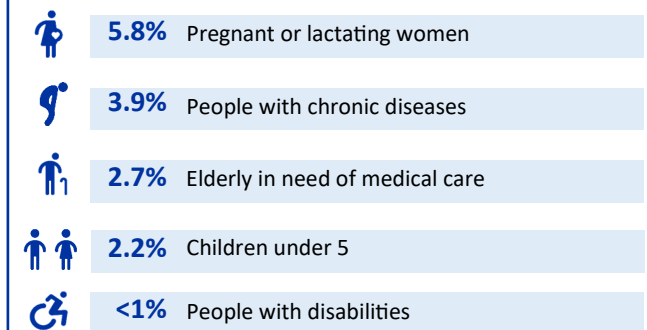 5.8% Pregnant or lactating women
3.9% People with chronic diseases
2.7% Elderly in need of medical care
2.2% Children under 5
<1% People with disabilities